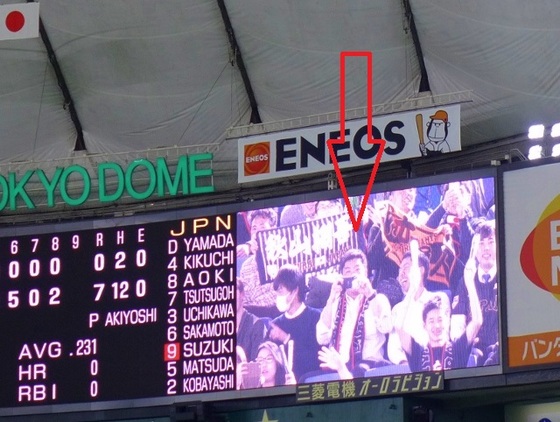 ENEOS ENEOS
OKYO DOME
6 7 8 9 R H E
0 0 0 0 2 0
5 0 2 7 12 0
P AKIYOSHI
AVG .231
HR 0
RBI 0
JPN
D YAMADA
4 KIKUCHI
8 AOKI
7 TSUTSUGOH
3 UCHIKAWA
6 SAKAMOTO
9 SUZUKI
5 MATSUDA
2 KOBAYASHI
三菱電機 オーロラビジョン
バンダ